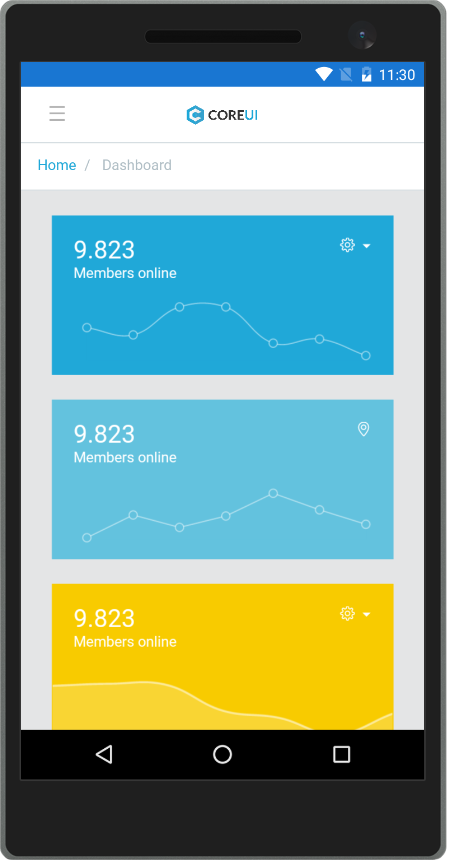 11:30
COREUI
Home / Dashboard
9.823
Members online
9.823
Members online
9.823
Members online